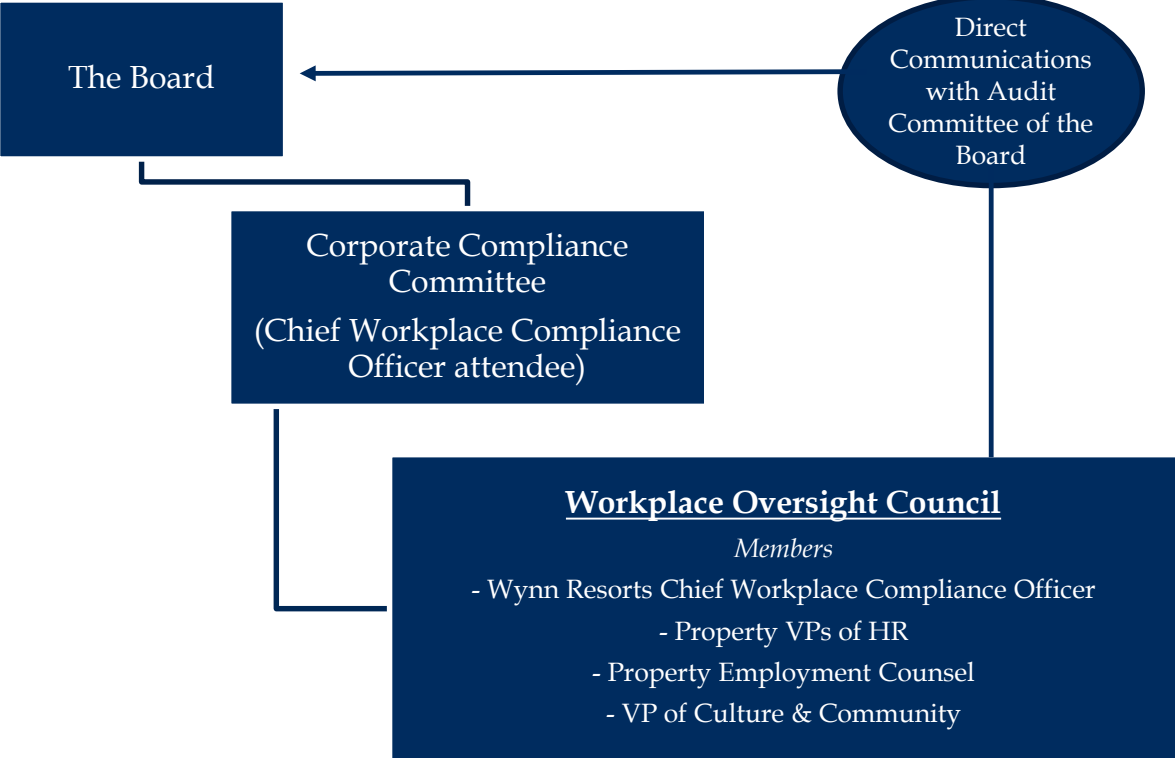 The Board
Direct
Communications
with Audit
Committee of the
Board
Corporate Compliance
Committee
(Chief Workplace Compliance
Officer attendee)
Workplace Oversight Council
Members
- Wynn Resorts Chief Workplace Compliance Officer
- Property VPs of HR
- Property Employment Counsel
- VP of Culture & Community